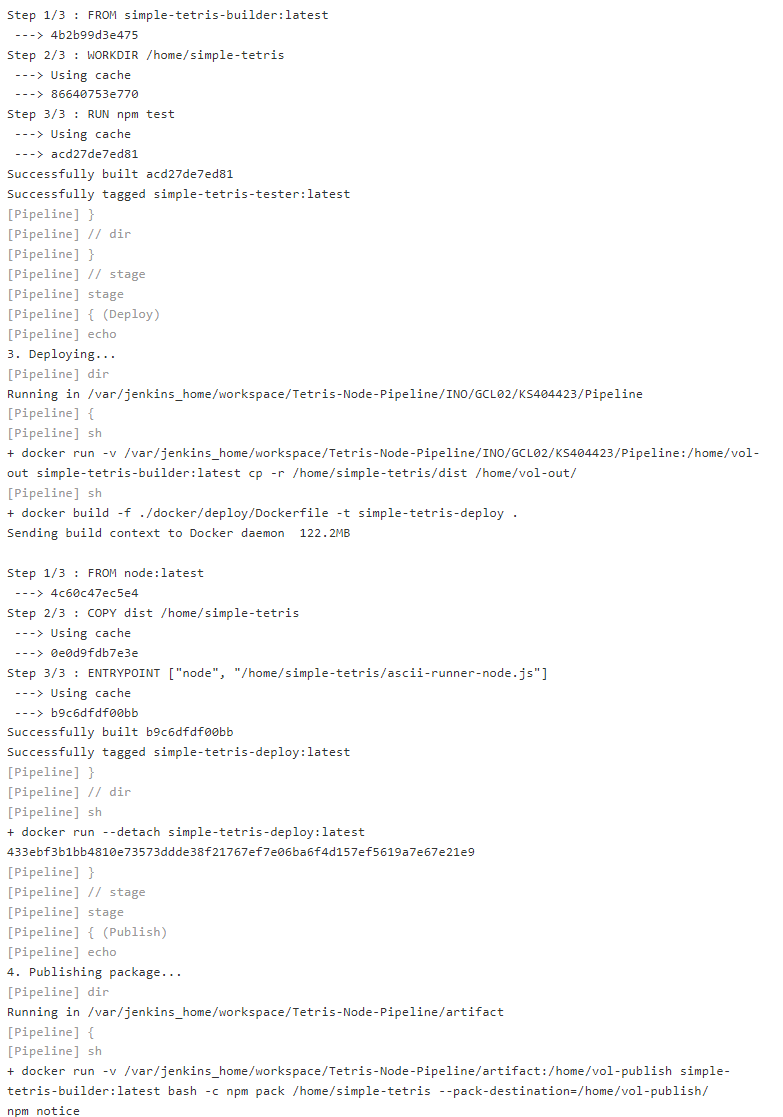 Step 1/3 : FROM simple-tetris-builder:latest
 ---> 4b2b99d3e475
Step 2/3 : WORKDIR /home/simple-tetris
 ---> Using cache
 ---> 86640753e770
Step 3/3 : RUN npm test
 ---> Using cache
 ---> acd27de7ed81
Successfully built acd27de7ed81
Successfully tagged simple-tetris-tester:latest
[Pipeline] }
[Pipeline] // dir
[Pipeline] }
[Pipeline] // stage
[Pipeline] stage
[Pipeline] { (Deploy)
[Pipeline] echo
3. Deploying...
[Pipeline] dir
Running in /var/jenkins_home/workspace/Tetris-Node-Pipeline/INO/GCL02/KS404423/Pipeline
[Pipeline] {
[Pipeline] sh
+ docker run -v /var/jenkins_home/workspace/Tetris-Node-Pipeline/INO/GCL02/KS404423/Pipeline:/home/vol-
out simple-tetris-builder:latest cp -r /home/simple-tetris/dist /home/vol-out/
[Pipeline] sh
+ docker build -f ./docker/deploy/Dockerfile -t simple-tetris-deploy .
Sending build context to Docker daemon  122.2MB

Step 1/3 : FROM node:latest
 ---> 4c60c47ec5e4
Step 2/3 : COPY dist /home/simple-tetris
 ---> Using cache
 ---> 0e0d9fdb7e3e
Step 3/3 : ENTRYPOINT ["node", "/home/simple-tetris/ascii-runner-node.js"]
 ---> Using cache
 ---> b9c6dfdf00bb
Successfully built b9c6dfdf00bb
Successfully tagged simple-tetris-deploy:latest
[Pipeline] }
[Pipeline] // dir
[Pipeline] sh
+ docker run --detach simple-tetris-deploy:latest
433ebf3b1bb4810e73573ddde38f21767ef7e06ba6f4d157ef5619a7e67e21e9
[Pipeline] }
[Pipeline] // stage
[Pipeline] stage
[Pipeline] { (Publish)
[Pipeline] echo
4. Publishing package...
[Pipeline] dir
Running in /var/jenkins_home/workspace/Tetris-Node-Pipeline/artifact
[Pipeline] {
[Pipeline] sh
+ docker run -v /var/jenkins_home/workspace/Tetris-Node-Pipeline/artifact:/home/vol-publish simple-
tetris-builder:latest bash -c npm pack /home/simple-tetris --pack-destination=/home/vol-publish/
npm notice